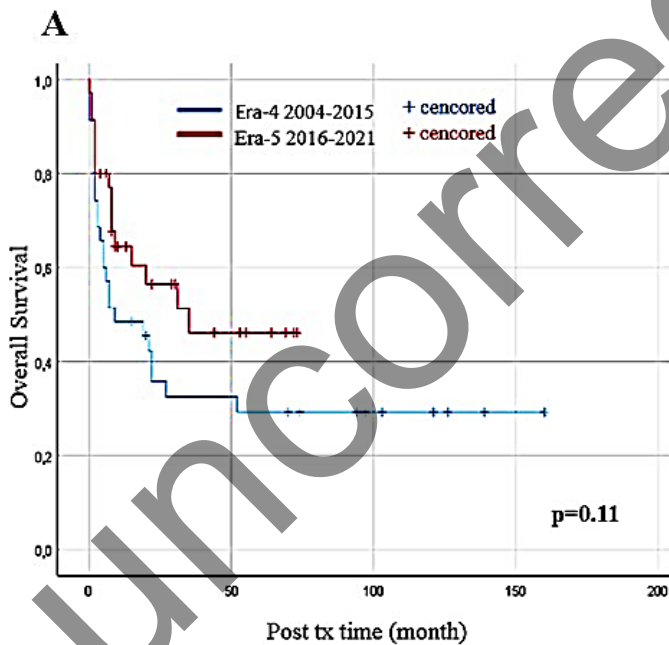 A
1,0
Era-4 2004-2015 + cencored
Era-5 2016-2021 + cencored
0,8
0,6
0,4
0,2
0,0
Overall Survival
p=0.11
0 50 100 150 200
Post tx time (month)
uncorre